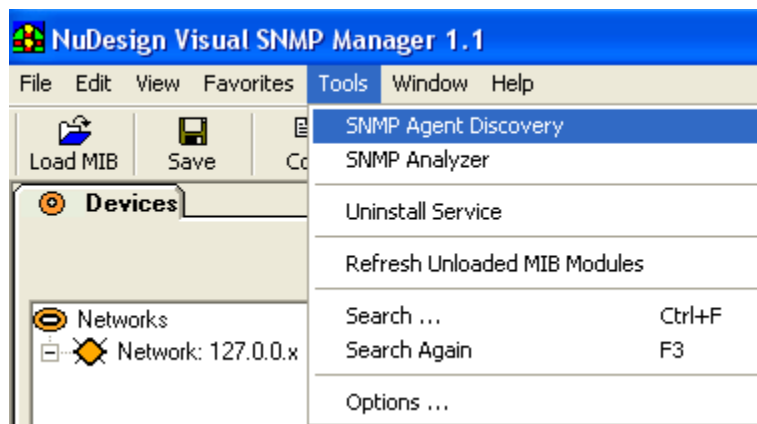 NuDesign Visual SNMP Manager 1.1
File Edit View Favorites Tools Window Help
SNMP Agent Discovery
SNMP Analyzer
Uninstall Service
Refresh Unloaded MIB Modules
Search ... Ctrl+F
Search Again F3
Options ...
Load MIB Save
Devices
Networks
Network: 127.0.0.x